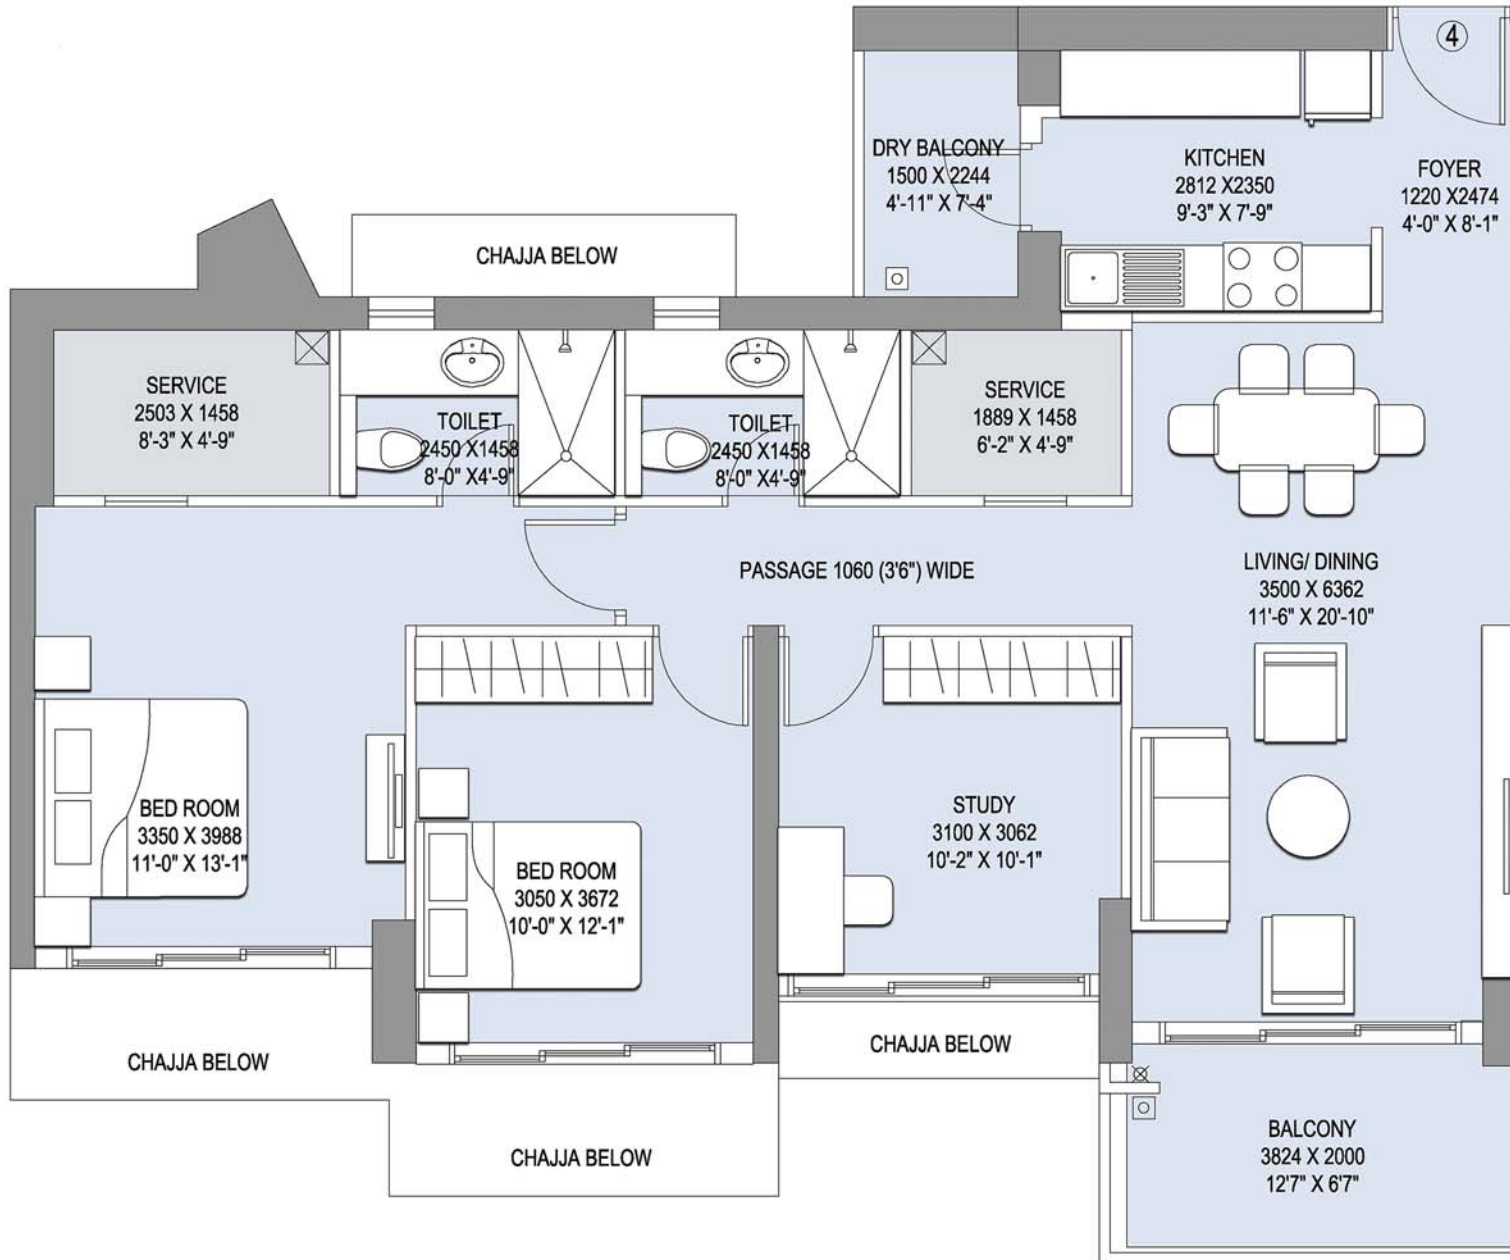 4
DRY BALCONY
1500 X 2244
4'-11" X 7'-4"
KITCHEN
2812 X2350
9'-3" X 7'-9"
FOYER
1220 X2474
4'-0" X 8'-1"
CHAJJA BELOW
SERVICE
2503 X 1458
8'-3" X 4'-9"
TOILET
2450 X1458
8'-0" X4'-9"
TOILET
2450 X1458
8'-0" X4'-9"
SERVICE
1889 X 1458
6'-2" X 4'-9"
PASSAGE 1060 (3'6") WIDE
LIVING/ DINING
3500 X 6362
11'-6" X 20'-10"
BED ROOM
3350 X 3988
11'-0" X 13'-1"
BED ROOM
3050 X 3672
10'-0" X 12'-1"
STUDY
3100 X 3062
10'-2" X 10'-1"
CHAJJA BELOW
CHAJJA BELOW
CHAJJA BELOW
BALCONY
3824 X 2000
12'7" X 6'7"